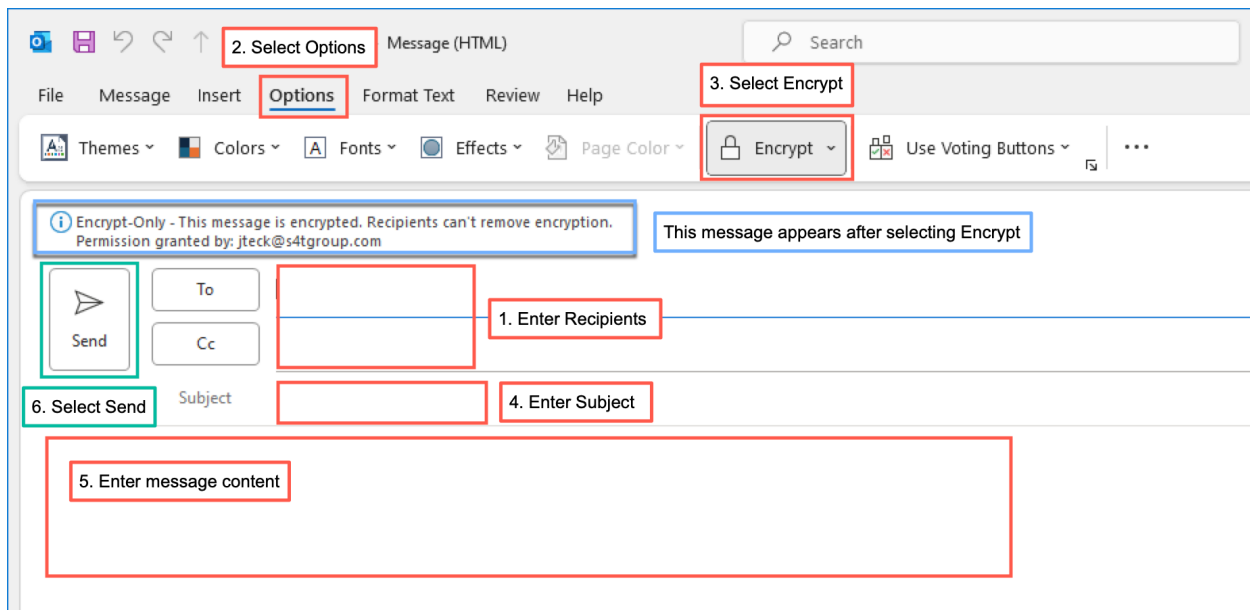 2. Select Options
Message (HTML)
Search
3. Select Encrypt
File Message Insert Options Format Text Review Help
Themes Colors A Fonts Effects Page Color Encrypt Use Voting Buttons ...
Encrypt-Only - This message is encrypted. Recipients can't remove encryption.
Permission granted by: jteck@s4tgroup.com
This message appears after selecting Encrypt
To
1. Enter Recipients
Send
Cc
6. Select Send
Subject
4. Enter Subject
5. Enter message content